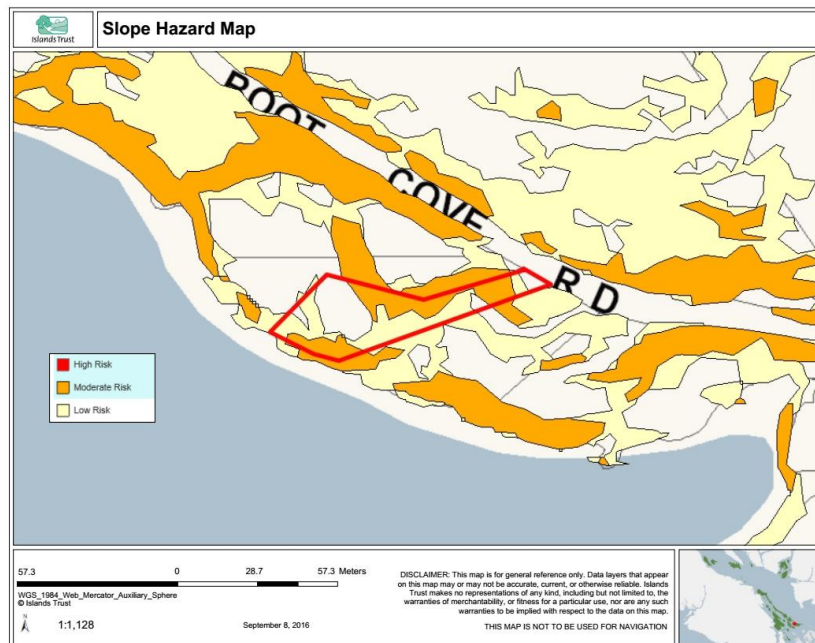 Islands Trust
Slope Hazard Map
BOOT
COVE
RD
High Risk
Moderate Risk
Low Risk
57.3 0 28.7 57.3 Meters
WGS_1984_Web_Mercator_Auxiliary_Sphere
© Islands Trust
N
1:1,128
September 8, 2016
DISCLAIMER: This map is for general reference only. Data layers that appear
on this map may or may not be accurate, current, or otherwise reliable. Islands
Trust makes no representations of any kind, including but not limited to, the
warranties of merchantability, or fitness for a particular use, nor are any such
warranties to be implied with respect to the data on this map.
THIS MAP IS NOT TO BE USED FOR NAVIGATION